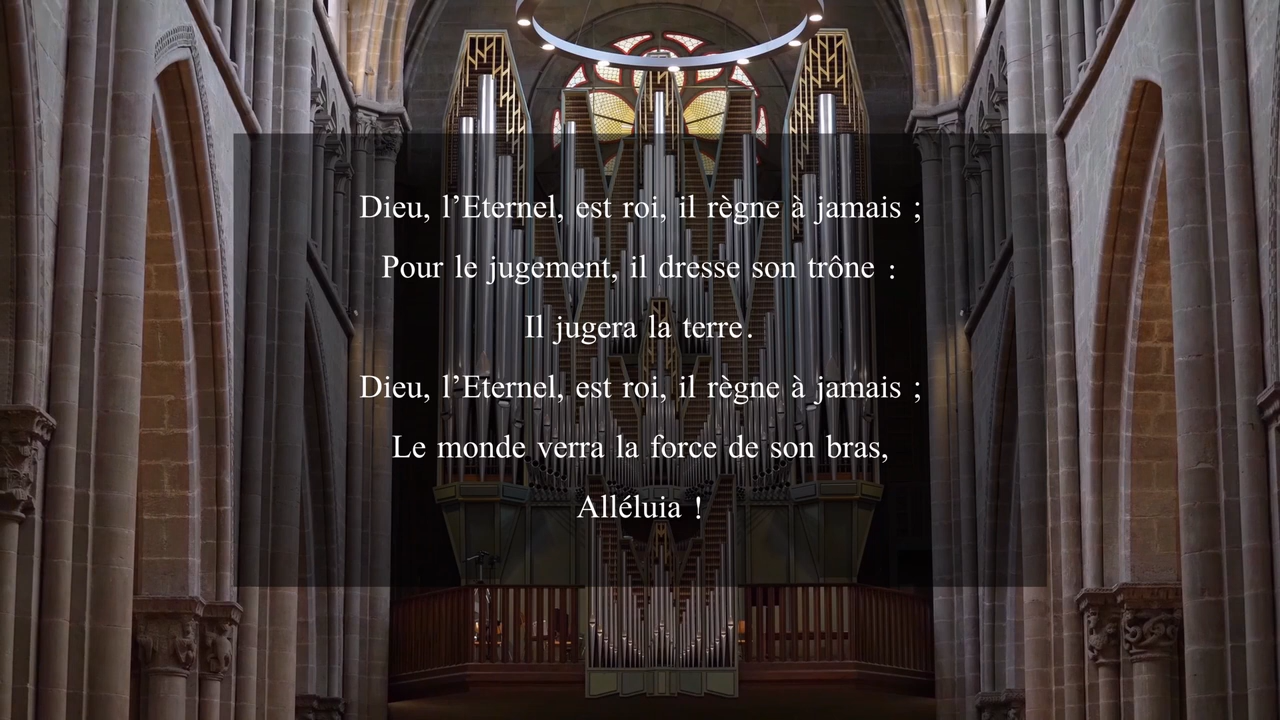 Dieu, l’Eternel, est roi, il règne à jamais ;
Pour le jugement, il dresse son trône :
Il jugera la terre.
Dieu, l’Eternel, est roi, il règne à jamais ;
Le monde verra la force de son bras,
Alléluia !